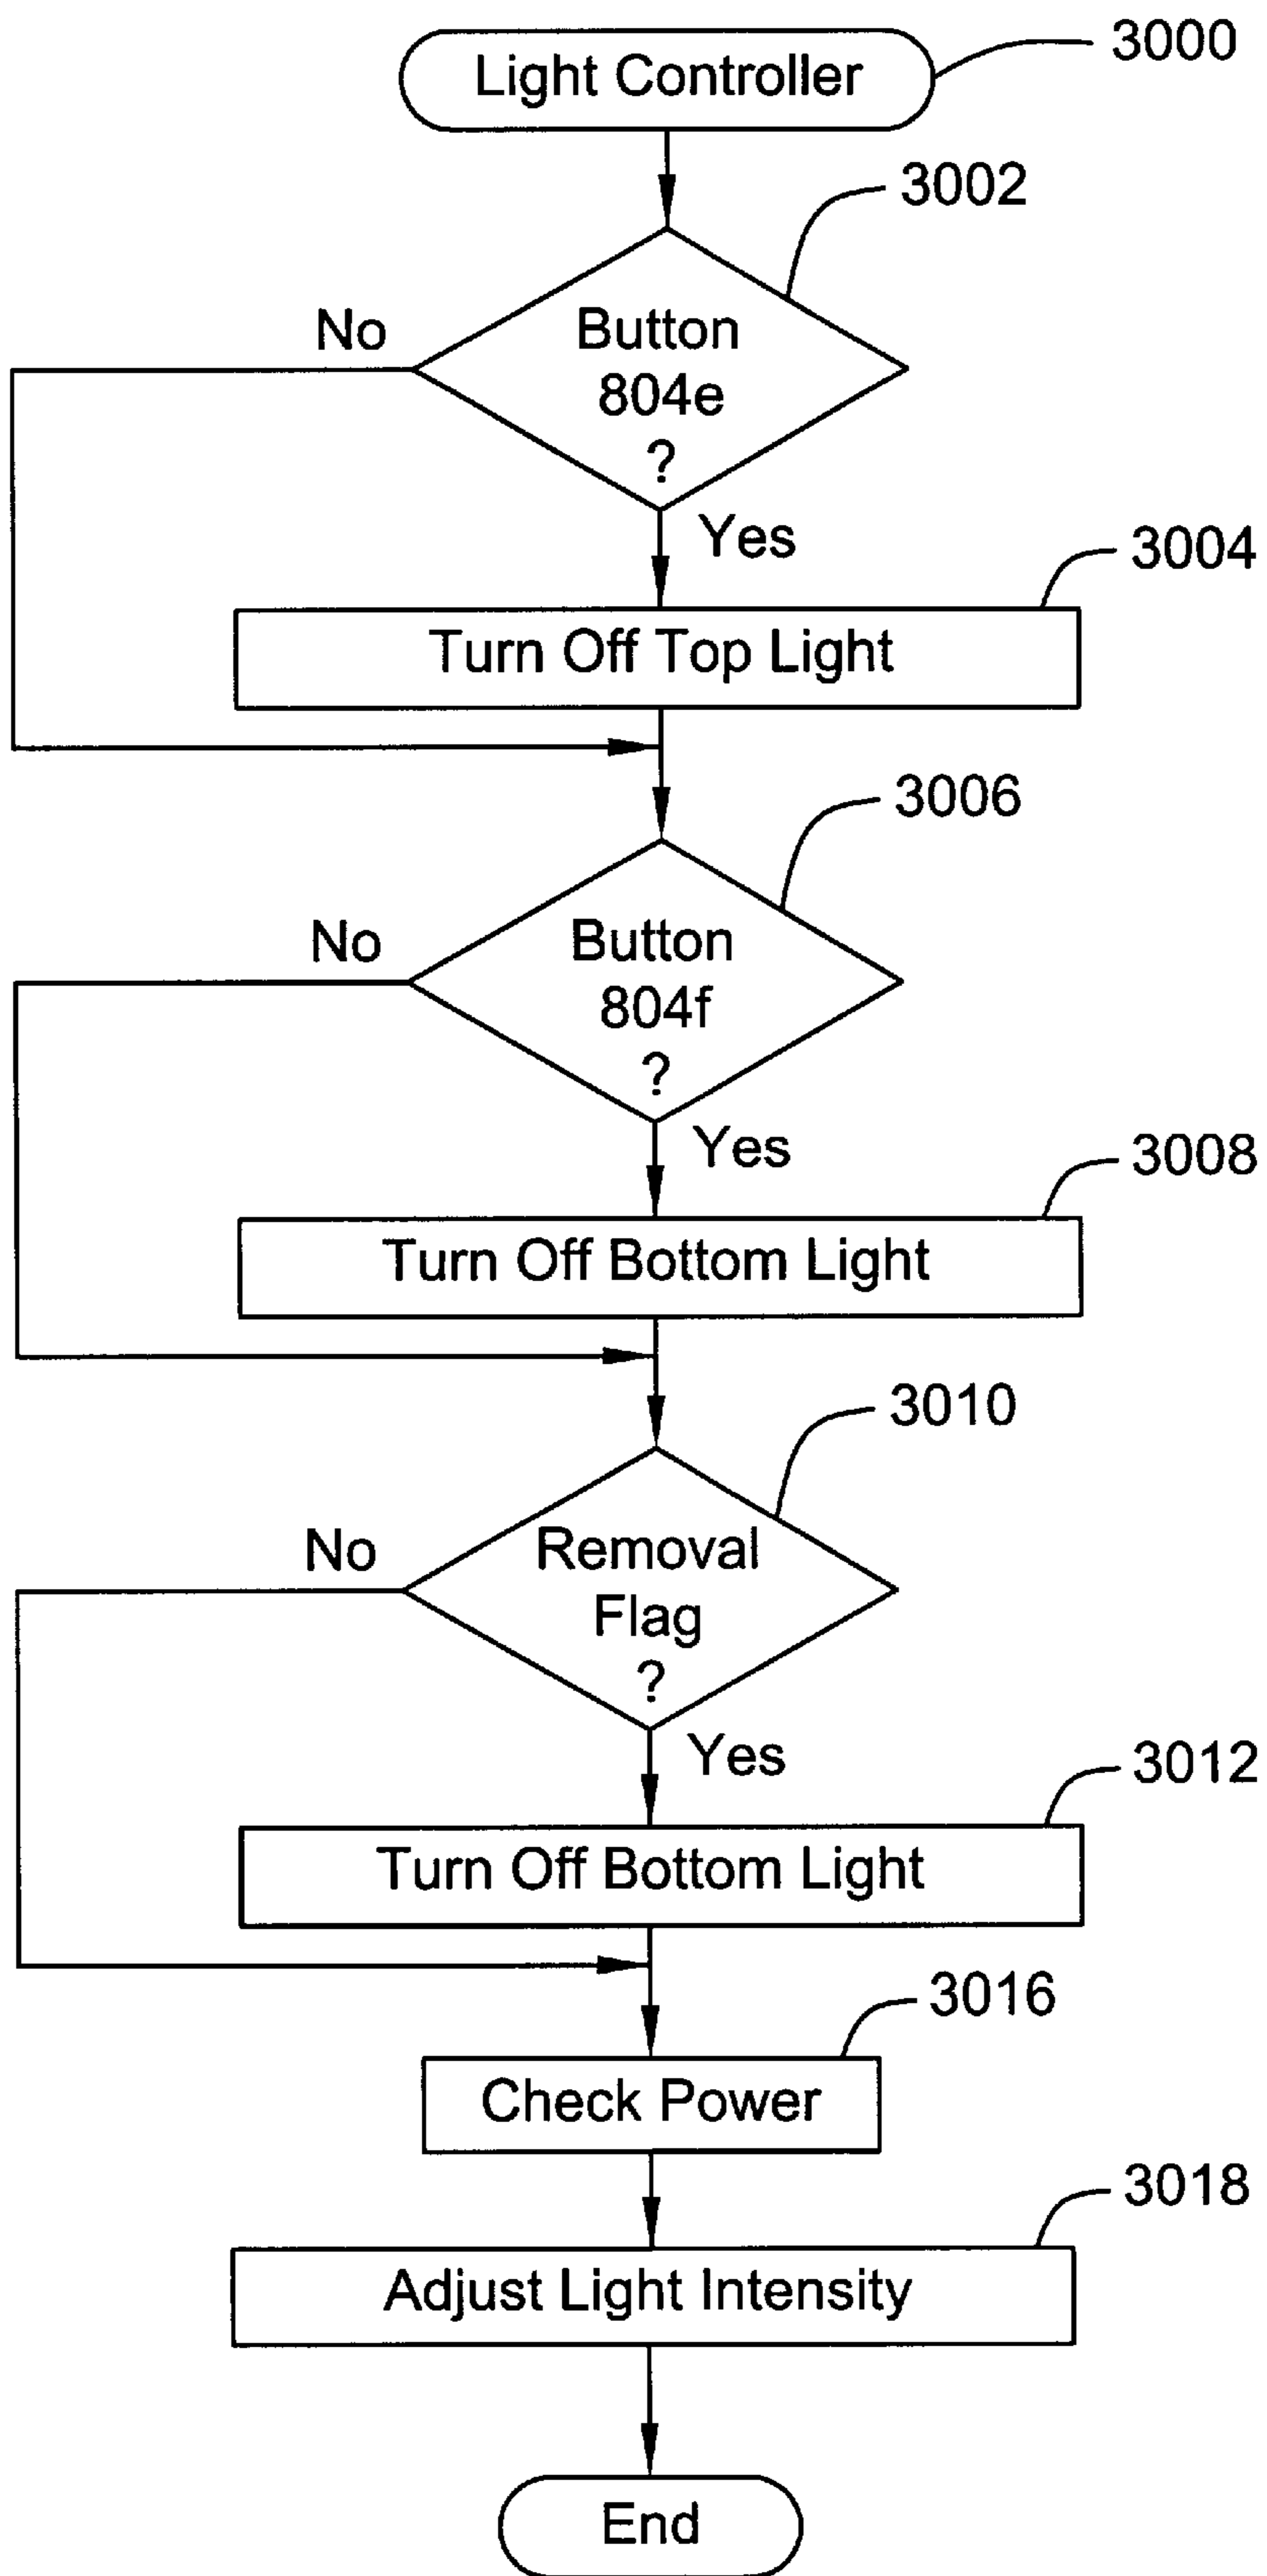 Light Controller
3000
3002
No
Button
804e
?
Yes
3004
Turn Off Top Light
3006
No
Button
804f
?
Yes
3008
Turn Off Bottom Light
3010
No
Removal
Flag
?
Yes
3012
Turn Off Bottom Light
3016
Check Power
3018
Adjust Light Intensity
End